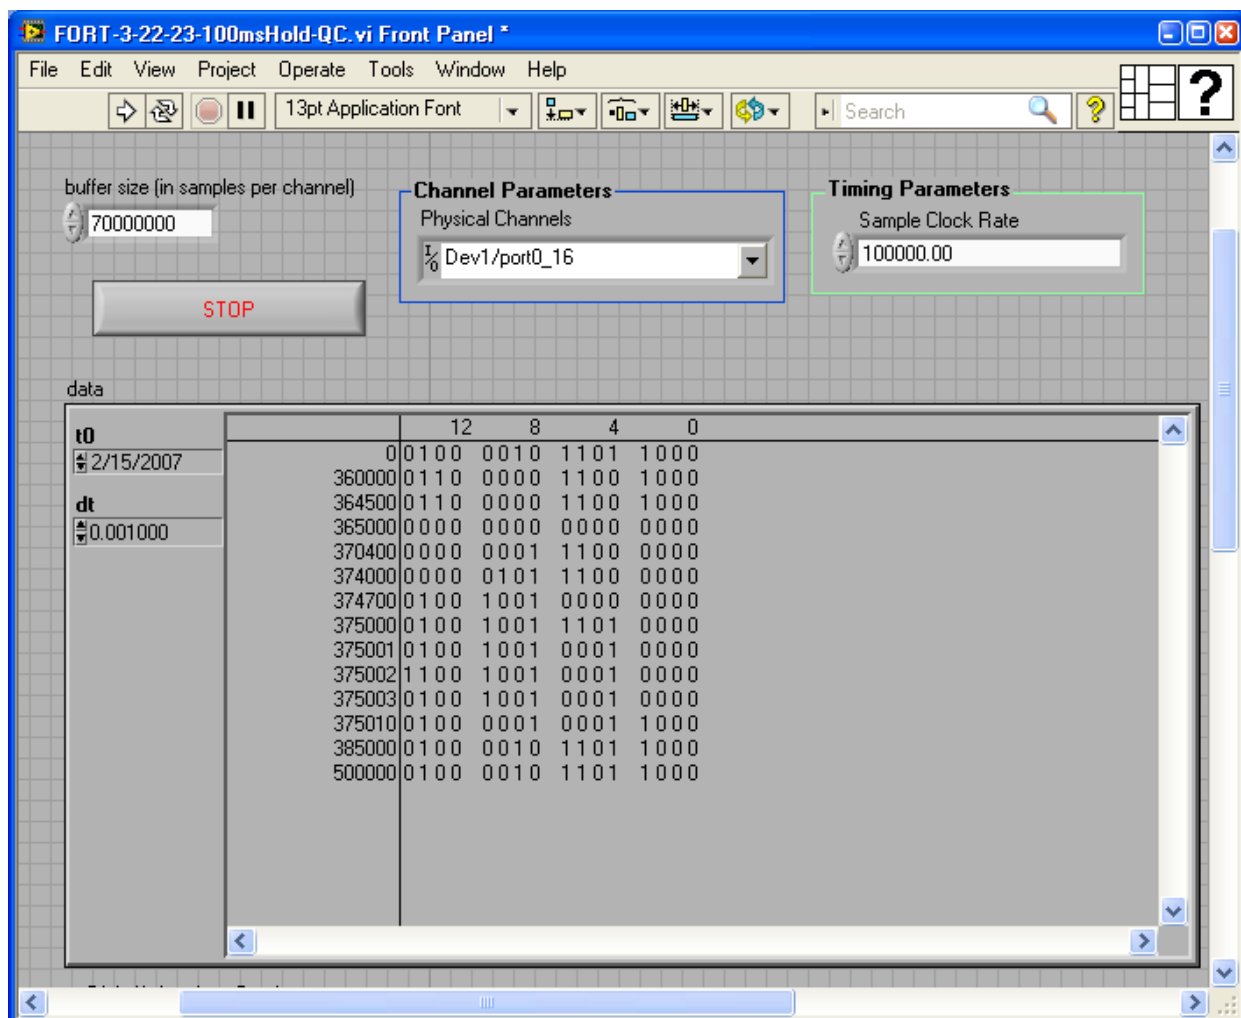 FORT-3-22-23-100msHold-QC.vi Front Panel *
File Edit View Project Operate Tools Window Help
13pt Application Font Search
buffer size (in samples per channel)
70000000
Channel Parameters
Physical Channels
Dev1/port0_16
Timing Parameters
Sample Clock Rate
100000.00
STOP
data
t0
2/15/2007
dt
0.001000
12 8 4 0
0 0100 0010 1101 1000
360000 0110 0000 1100 1000
364500 0110 0000 1100 1000
365000 0000 0000 0000 0000
370400 0000 0001 1100 0000
374000 0000 0101 1100 0000
374700 0100 1001 0000 0000
375000 0100 1001 1101 0000
375001 0100 1001 0001 0000
375002 1100 1001 0001 0000
375003 0100 1001 0001 0000
375010 0100 0001 0001 1000
385000 0100 0010 1101 1000
500000 0100 0010 1101 1000